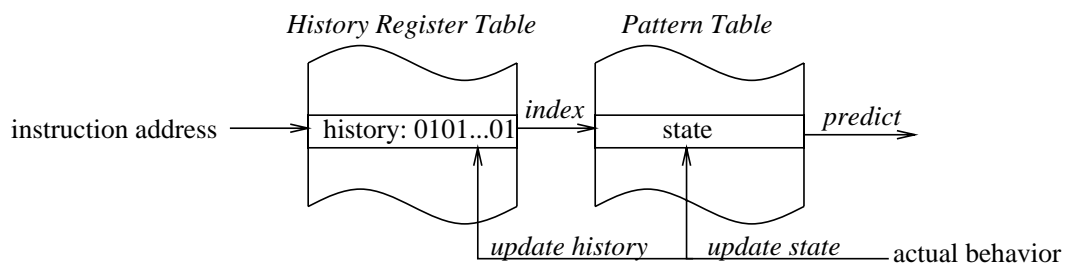 History Register Table
Pattern Table
instruction address
history: 0101...01
index
state
predict
update history
update state
actual behavior